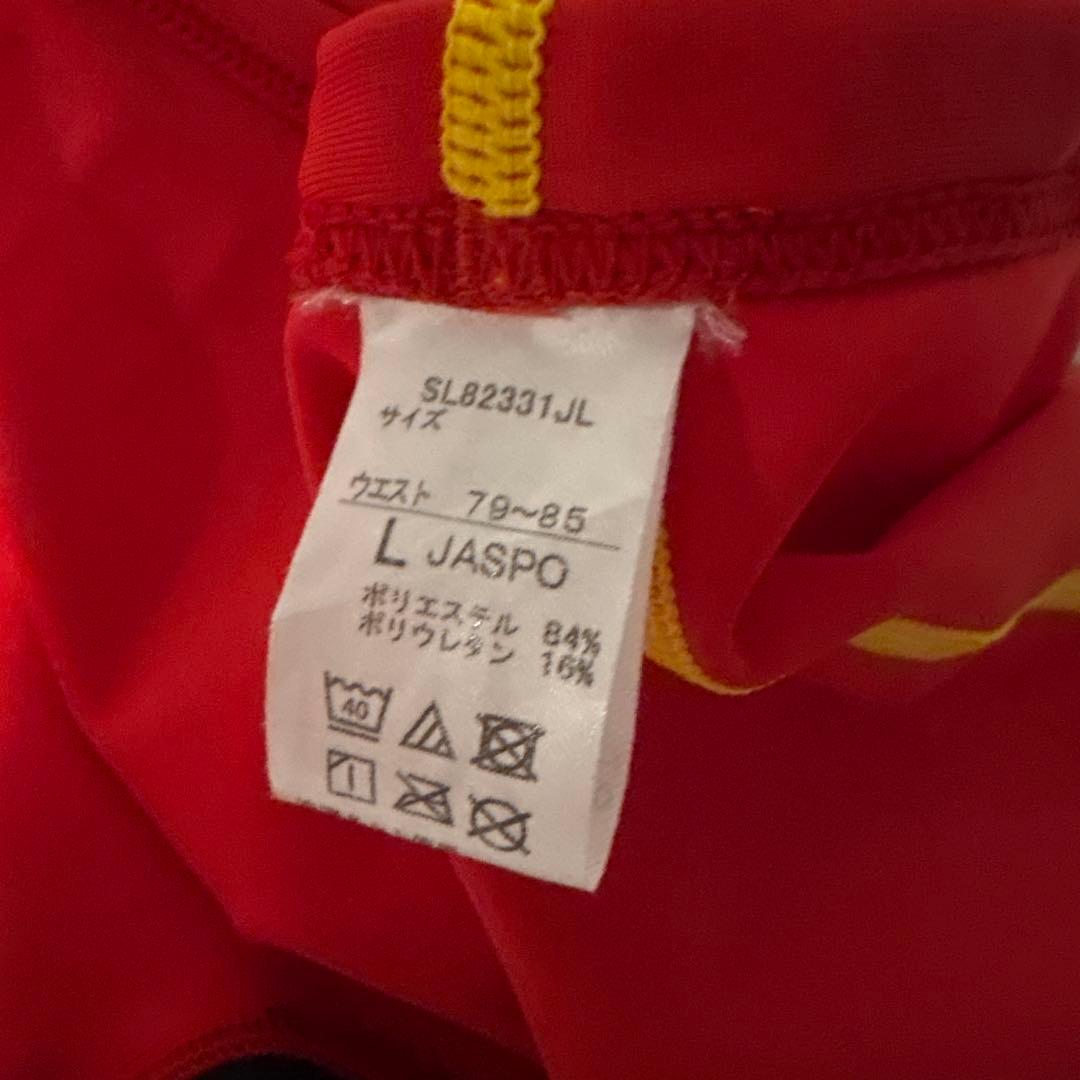 SL82331JL
サイズ
ウエスト 79～85
L JASPO
ポリエステル 84%
ポリウレタン 16%
40